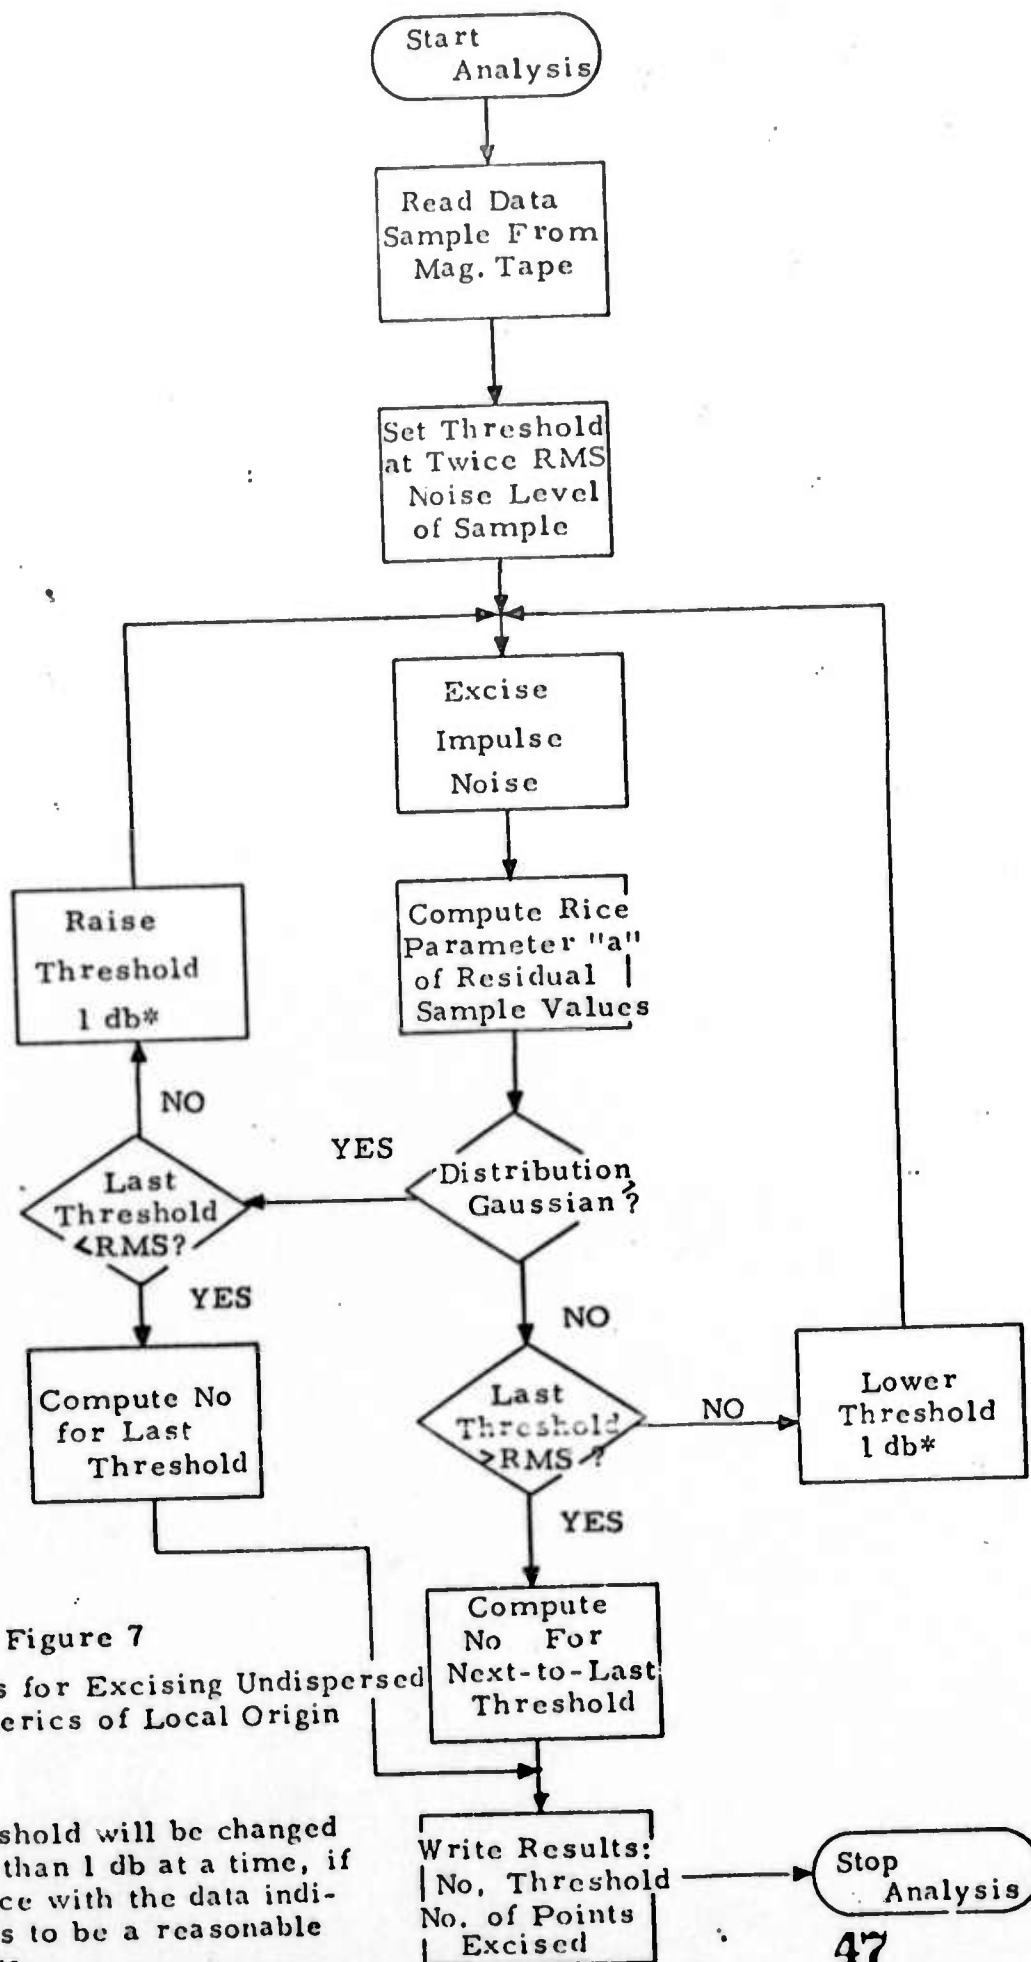 Start
Analysis
Read Data
Sample From
Mag. Tape
Set Threshold
at Twice RMS
Noise Level
of Sample
Excise
Impulse
Noise
Compute Rice
Parameter "a"
of Residual
Sample Values
Raise
Threshold
1 db*
NO
YES
Distribution
Gaussian?
Last
Threshold
<RMS?
YES
NO
Compute No
for Last
Threshold
Last
Threshold
>RMS ?
NO
Lower
Threshold
1 db*
YES
Compute
No For
Next-to-Last
Threshold
Figure 7
s for Excising Undispersed
erics of Local Origin
Write Results:
No, Threshold
No. of Points
Excised
Stop
Analysis
shold will be changed
than 1 db at a time, if
ce with the data indi-
s to be a reasonable
47